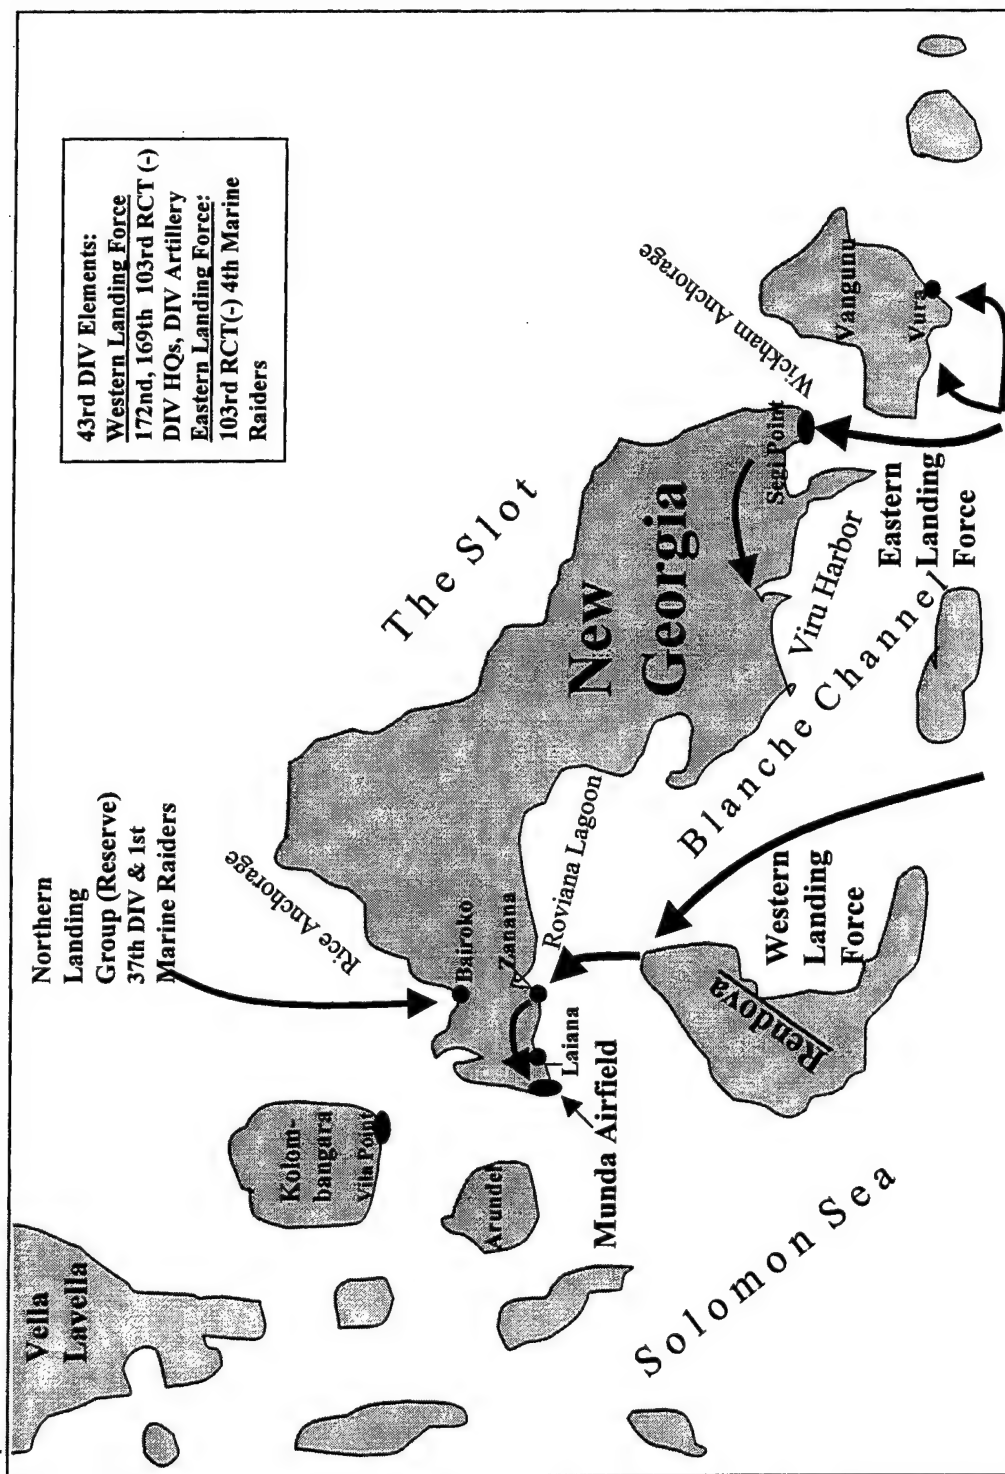 Northern
Landing
Group (Reserve)
37th DIV & 1st
Marine Raiders
43rd DIV Elements:
Western Landing Force
172nd, 169th 103rd RCT (-)
DIV HQs, DIV Artillery
Eastern Landing Force:
103rd RCT(-) 4th Marine
Raiders
Vella
Lavella
Kolom-
bangara
Vila Point
Arundel
Rice Anchorage
Bairoko
Zanana
Laiana
Munda Airfield
Roviana Lagoon
The Slot
New
Georgia
Segi Point
Viru Harbor
Wickham Anchorage
Vangunu
Vura
Blanche Channel
Eastern
Landing
Force
Western
Landing
Force
Rendova
Solomon Sea